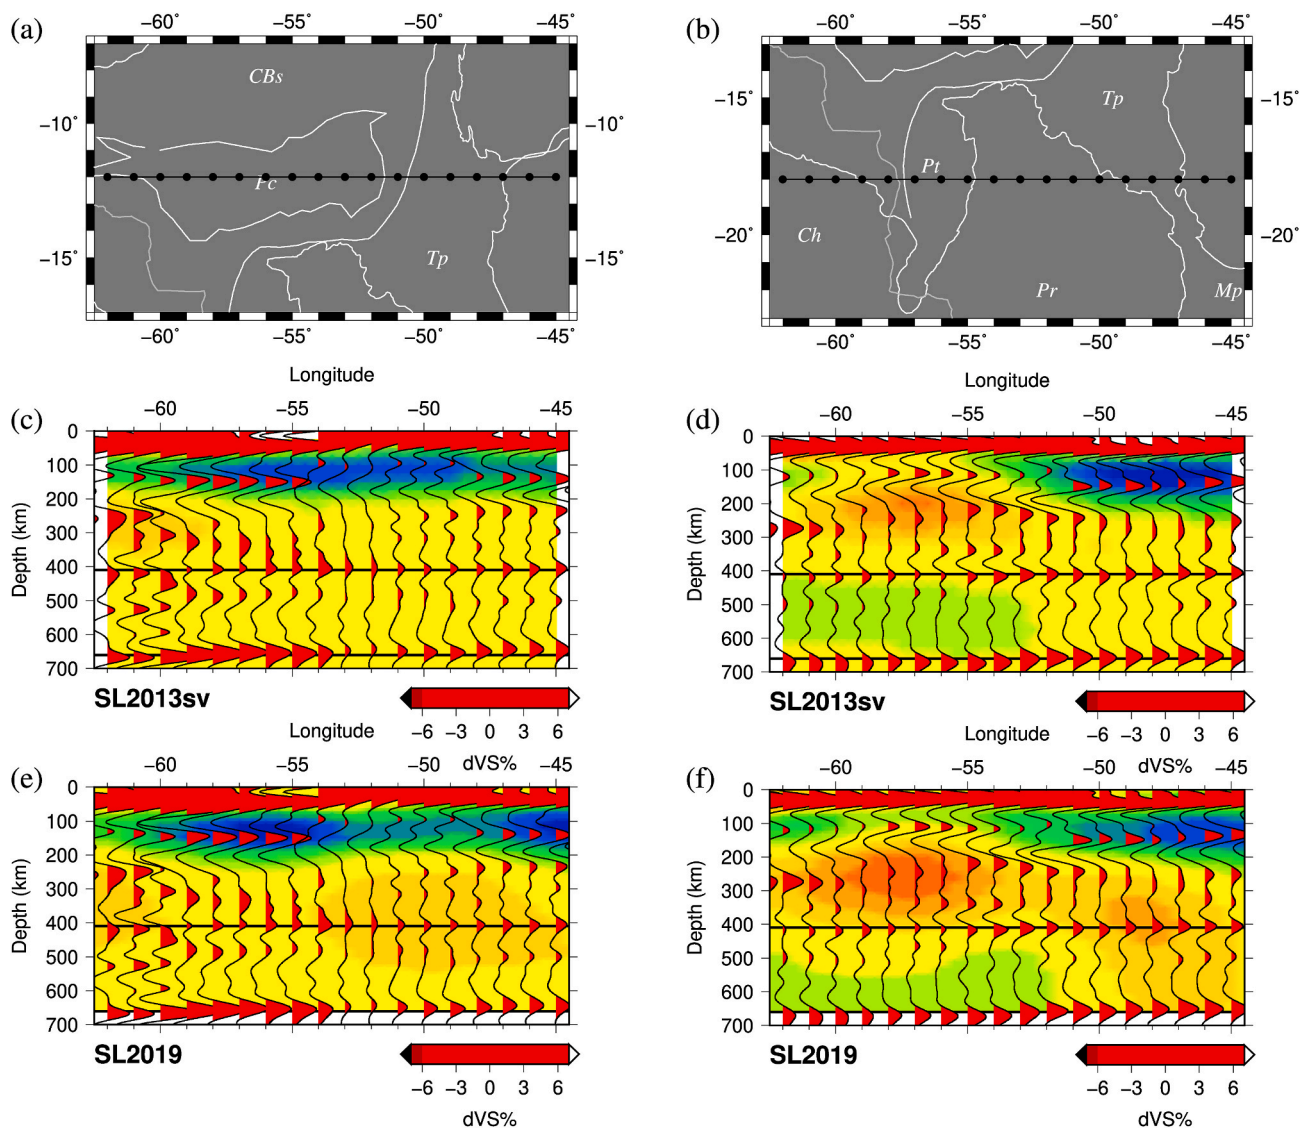 (a)
−60˚ −55˚ −50˚ −45˚
CBs
−10˚ −10˚
Pc
−15˚ Tp −15˚
−60˚ −55˚ −50˚ −45˚
(b)
−60˚ −55˚ −50˚ −45˚
−15˚ Tp −15˚
Pt
−20˚ Ch −20˚
Pr Mp
−60˚ −55˚ −50˚ −45˚
Longitude
(c)
−60 −55 −50 −45
0
100
200
300
400
500
600
700
Depth (km)
SL2013sv
−6 −3 0 3 6
dVS%
Longitude
(d)
−60 −55 −50 −45
0
100
200
300
400
500
600
700
Depth (km)
SL2013sv
−6 −3 0 3 6
dVS%
Longitude
(e)
−60 −55 −50 −45
0
100
200
300
400
500
600
700
Depth (km)
SL2019
−6 −3 0 3 6
dVS%
Longitude
(f)
−60 −55 −50 −45
0
100
200
300
400
500
600
700
Depth (km)
SL2019
−6 −3 0 3 6
dVS%